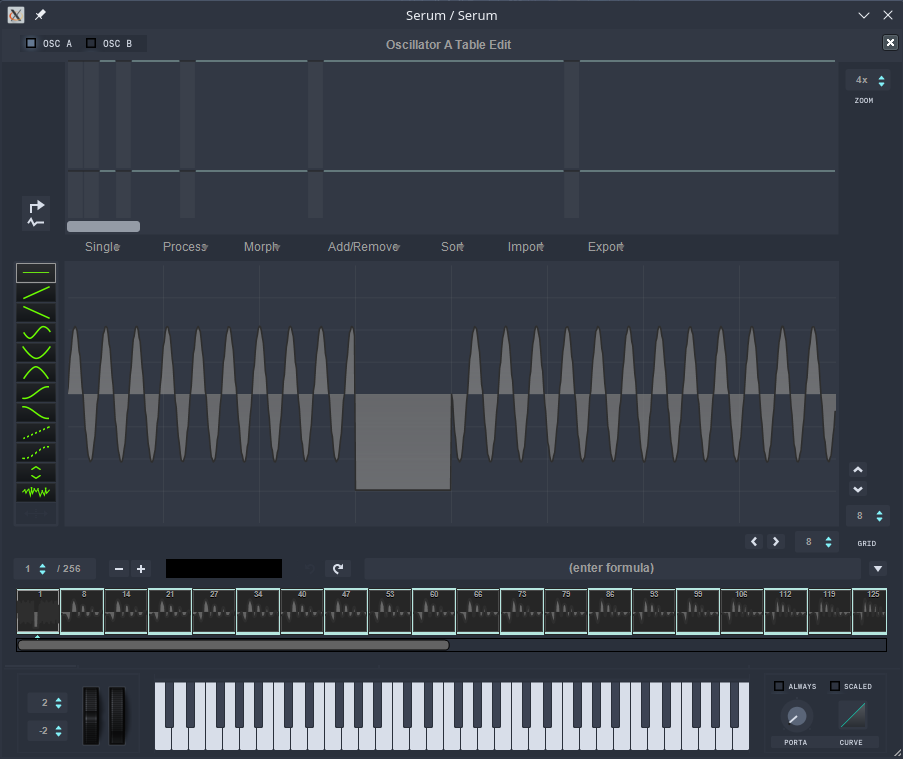 Serum / Serum
OSC A OSC B
Oscillator A Table Edit
4x
ZOOM
Single Process Morph Add/Remove Sort Import Export
8
8
GRID
1 / 256
(enter formula)
1 8 14 21 27 34 40 47 53 60 66 73 79 86 93 99 106 112 119 125
2
-2
ALWAYS SCALED
PORTA CURVE